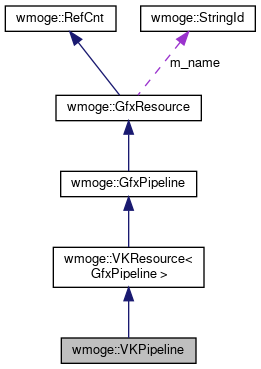 wmoge::RefCnt
wmoge::StringId
m_name
wmoge::GfxResource
wmoge::GfxPipeline
wmoge::VKResource<
GfxPipeline >
wmoge::VKPipeline